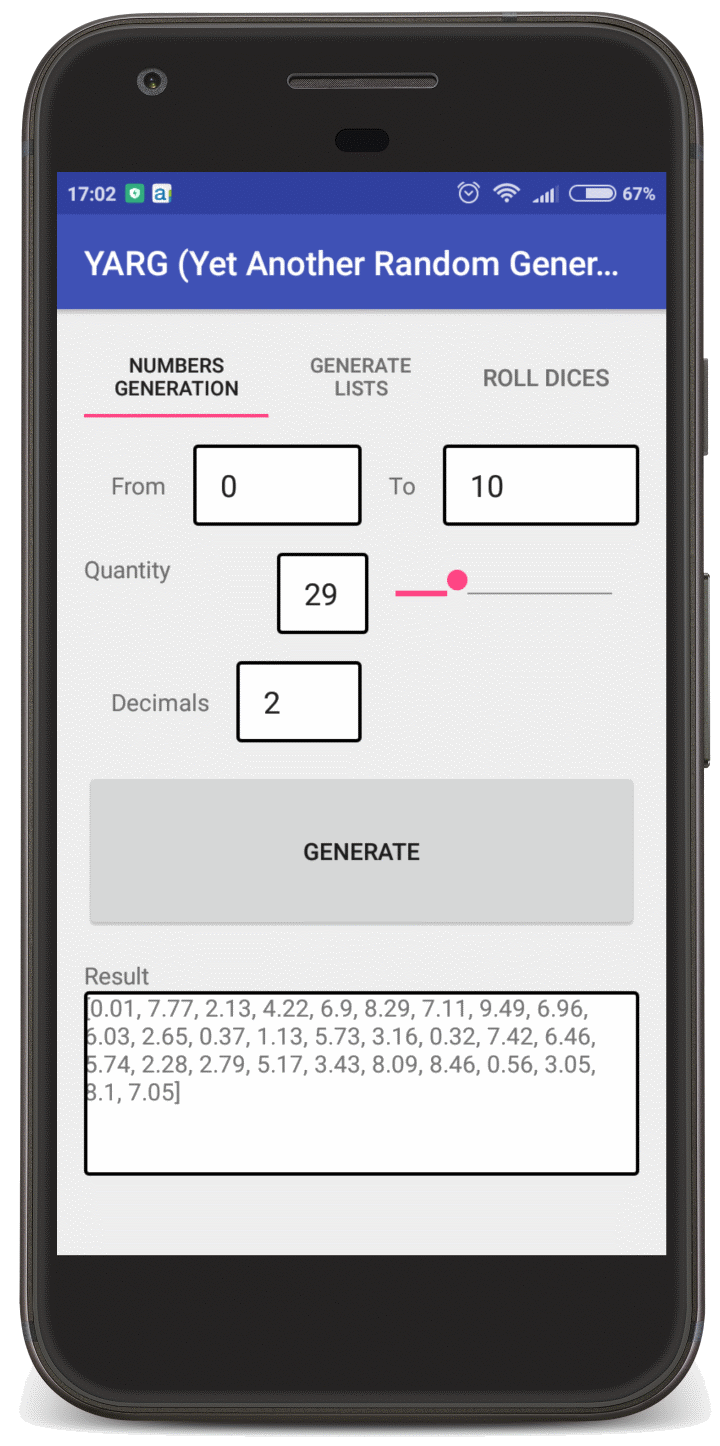 17:02 a 67%
YARG (Yet Another Random Gener...
NUMBERS GENERATION
GENERATE LISTS
ROLL DICES
From 0 To 10
Quantity 29
Decimals 2
GENERATE
Result
[0.01, 7.77, 2.13, 4.22, 6.9, 8.29, 7.11, 9.49, 6.96,
6.03, 2.65, 0.37, 1.13, 5.73, 3.16, 0.32, 7.42, 6.46,
5.74, 2.28, 2.79, 5.17, 3.43, 8.09, 8.46, 0.56, 3.05,
8.1, 7.05]